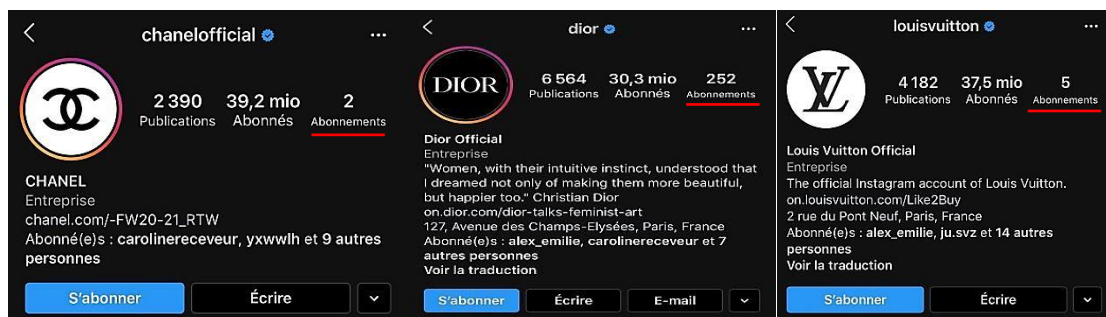 chanelofficial
2 390 39,2 mio 2
Publications Abonnés Abonnements
CHANEL
Entreprise
chanel.com/-FW20-21_RTW
Abonné(e)s : carolinereceveur, yxwwlh et 9 autres
personnes
S'abonner Écrire
dior
DIOR
6 564 30,3 mio 252
Publications Abonnés Abonnements
Dior Official
Entreprise
"Women, with their intuitive instinct, understood that
I dreamed not only of making them more beautiful,
but happier too." Christian Dior
on.dior.com/dior-talks-feminist-art
127, Avenue des Champs-Elysées, Paris, France
Abonné(e)s : alex_emilie, carolinereceveur et 7
autres personnes
Voir la traduction
S'abonner Écrire E-mail
louisvuitton
LV
4 182 37,5 mio 5
Publications Abonnés Abonnements
Louis Vuitton Official
Entreprise
The official Instagram account of Louis Vuitton.
on.louisvuitton.com/Like2Buy
2 rue du Pont Neuf, Paris, France
Abonné(e)s : alex_emilie, ju.svz et 14 autres
personnes
Voir la traduction
S'abonner Écrire